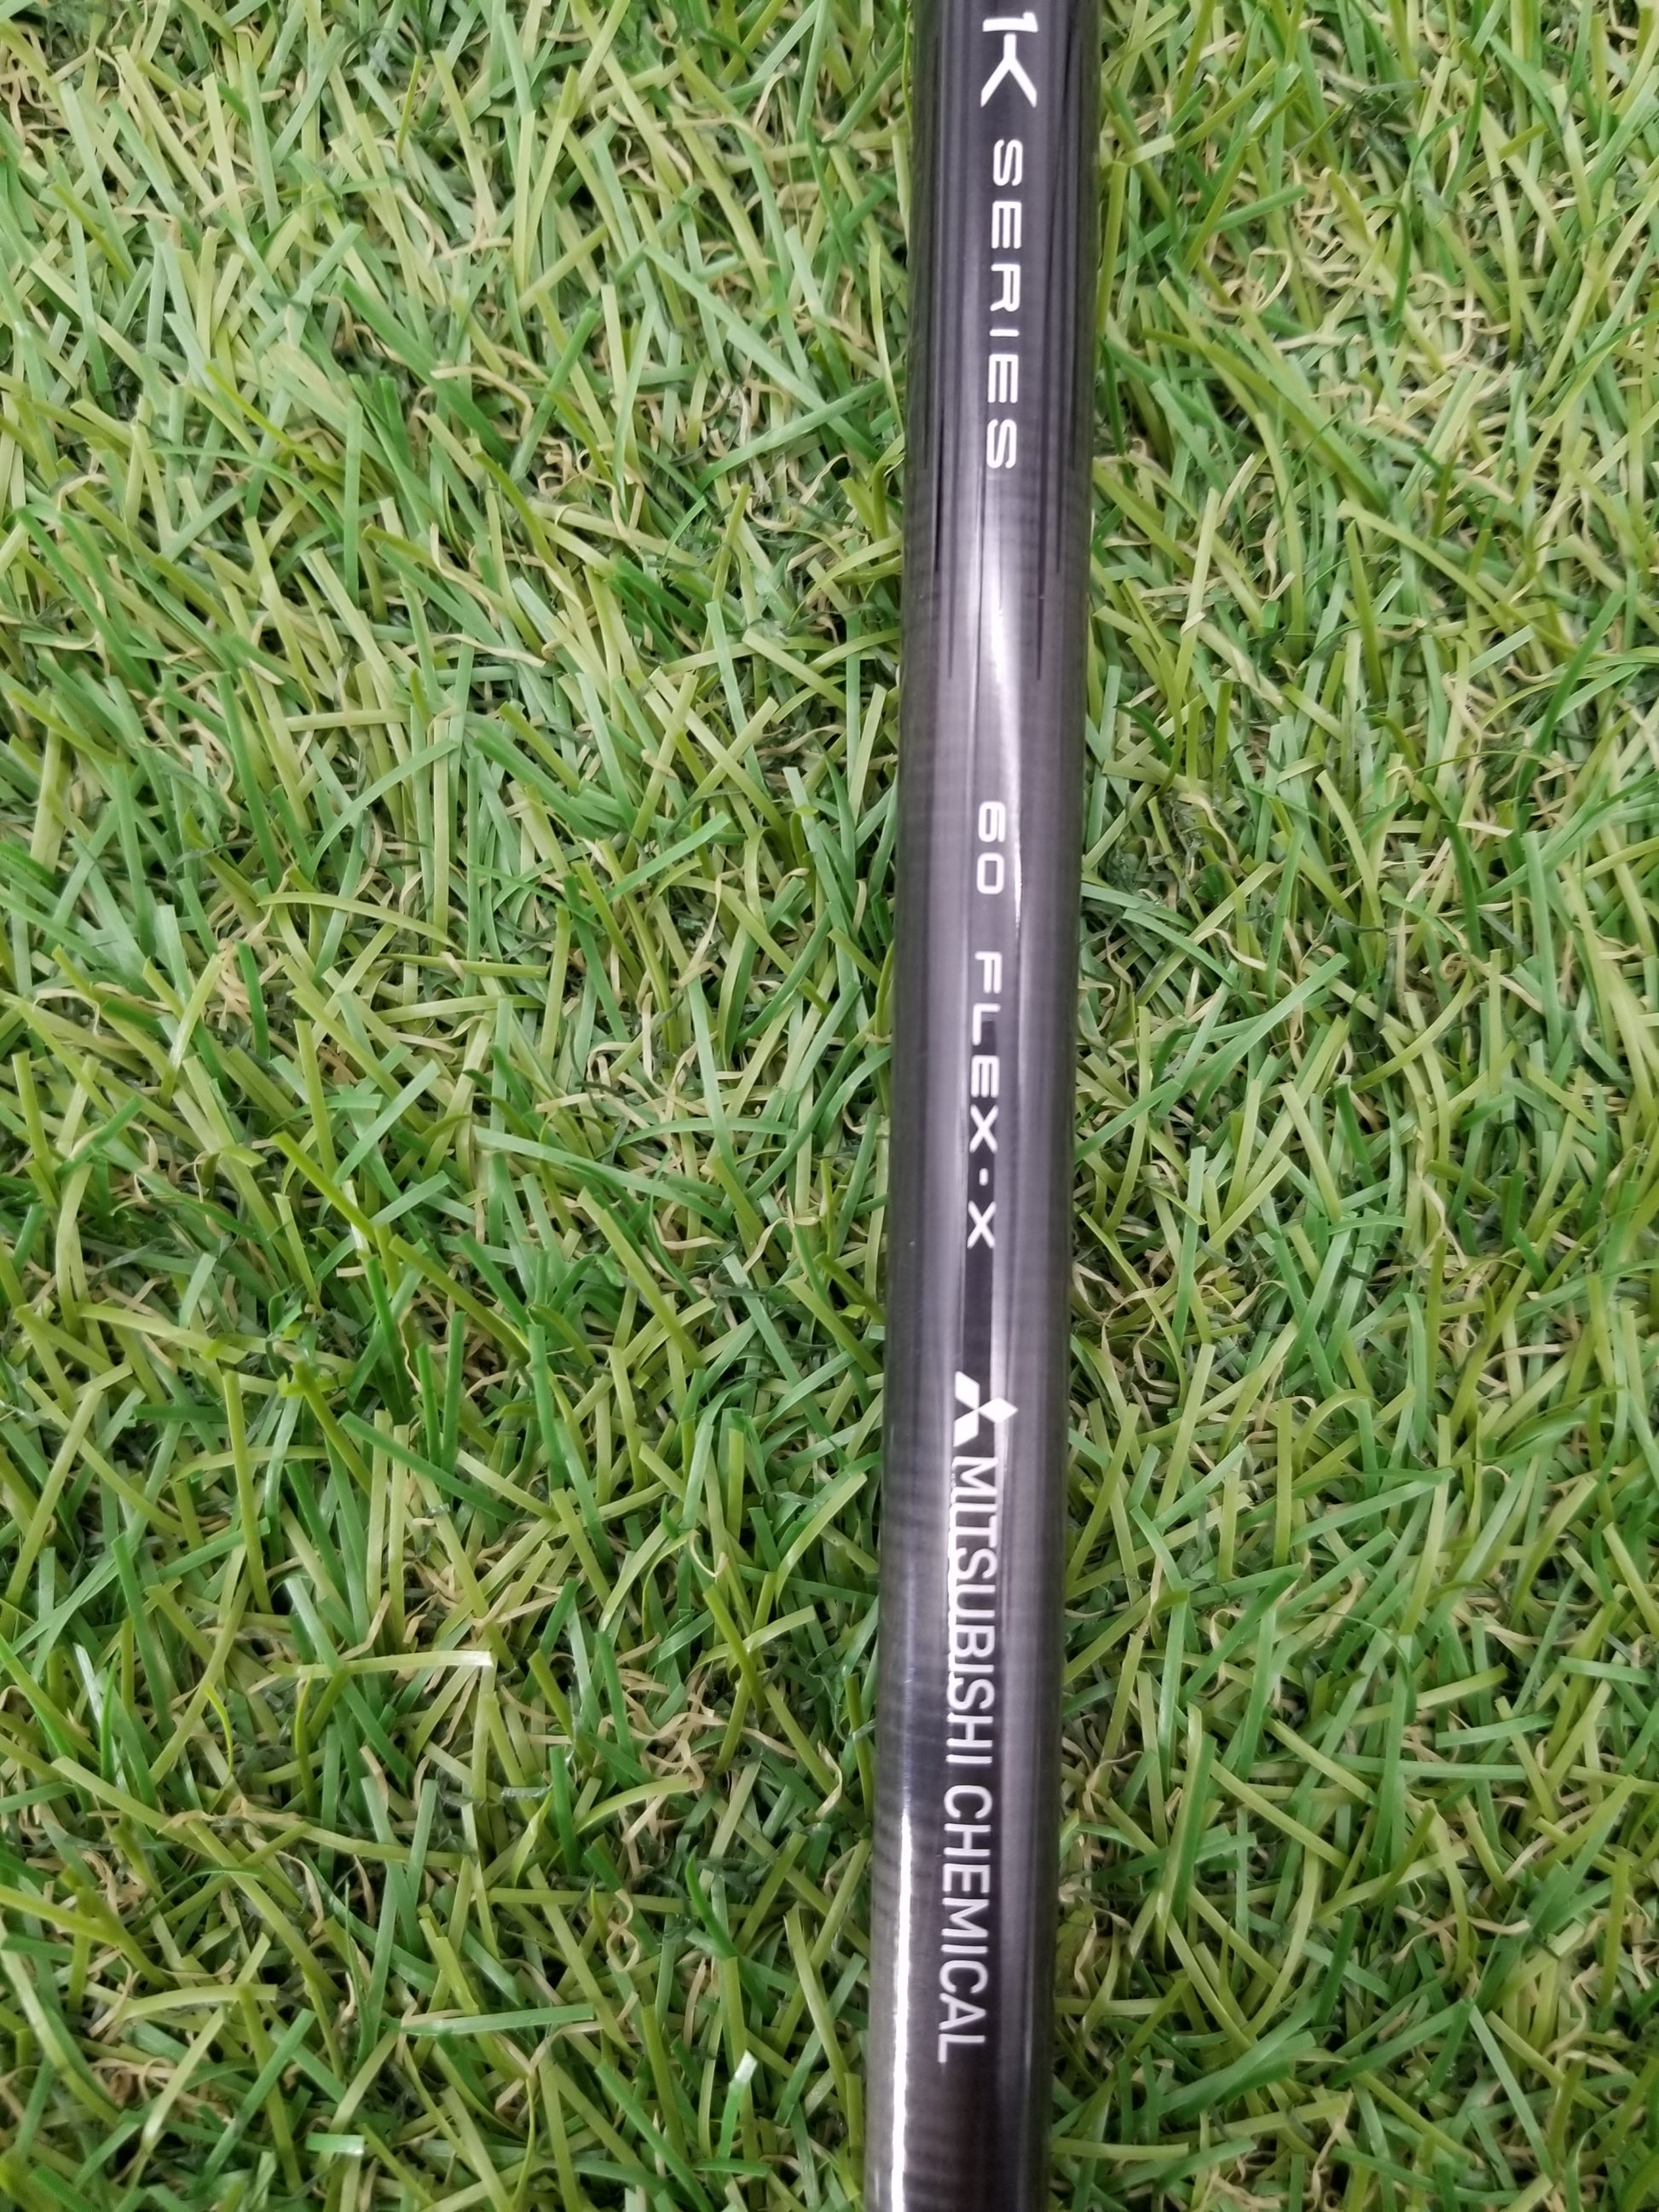 1K SERIES
60 FLEX-X
MITSUBISHI CHEMICAL